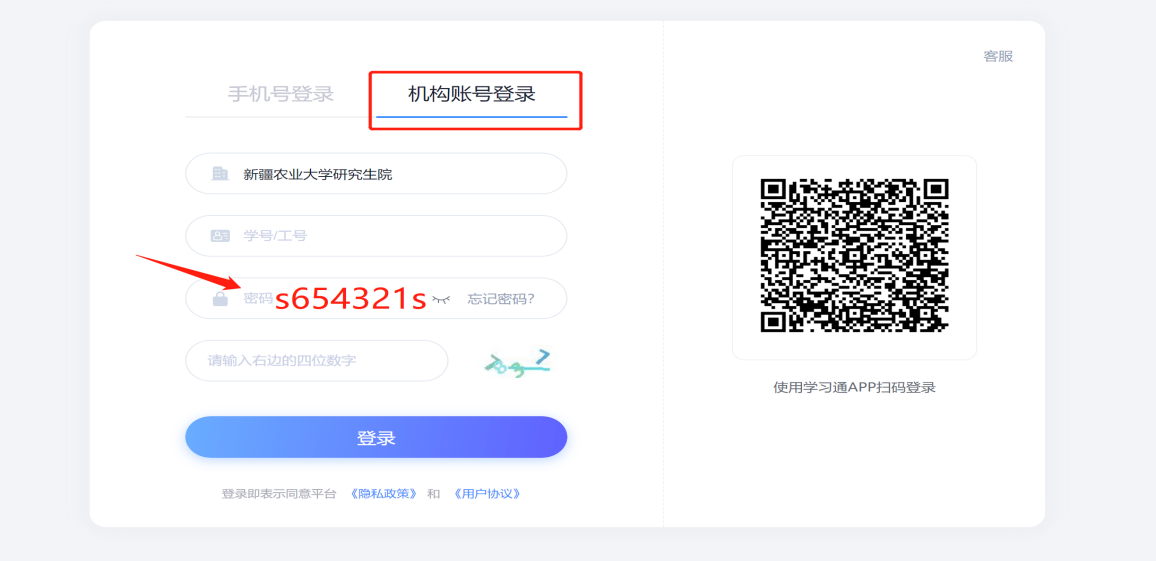 客服
手机号登录 机构账号登录
新疆农业大学研究生院
学号/工号
密码 s654321s 忘记密码?
请输入右边的四位数字
登录
登录即表示同意平台 《隐私政策》 和 《用户协议》
使用学习通APP扫码登录